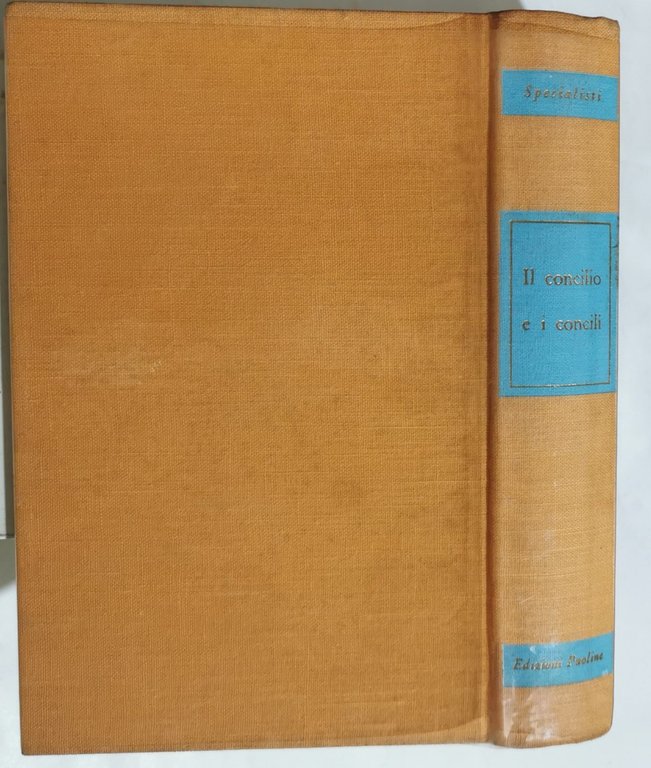 Specialisti
Il concilio
e i concili
Edizioni Paoline